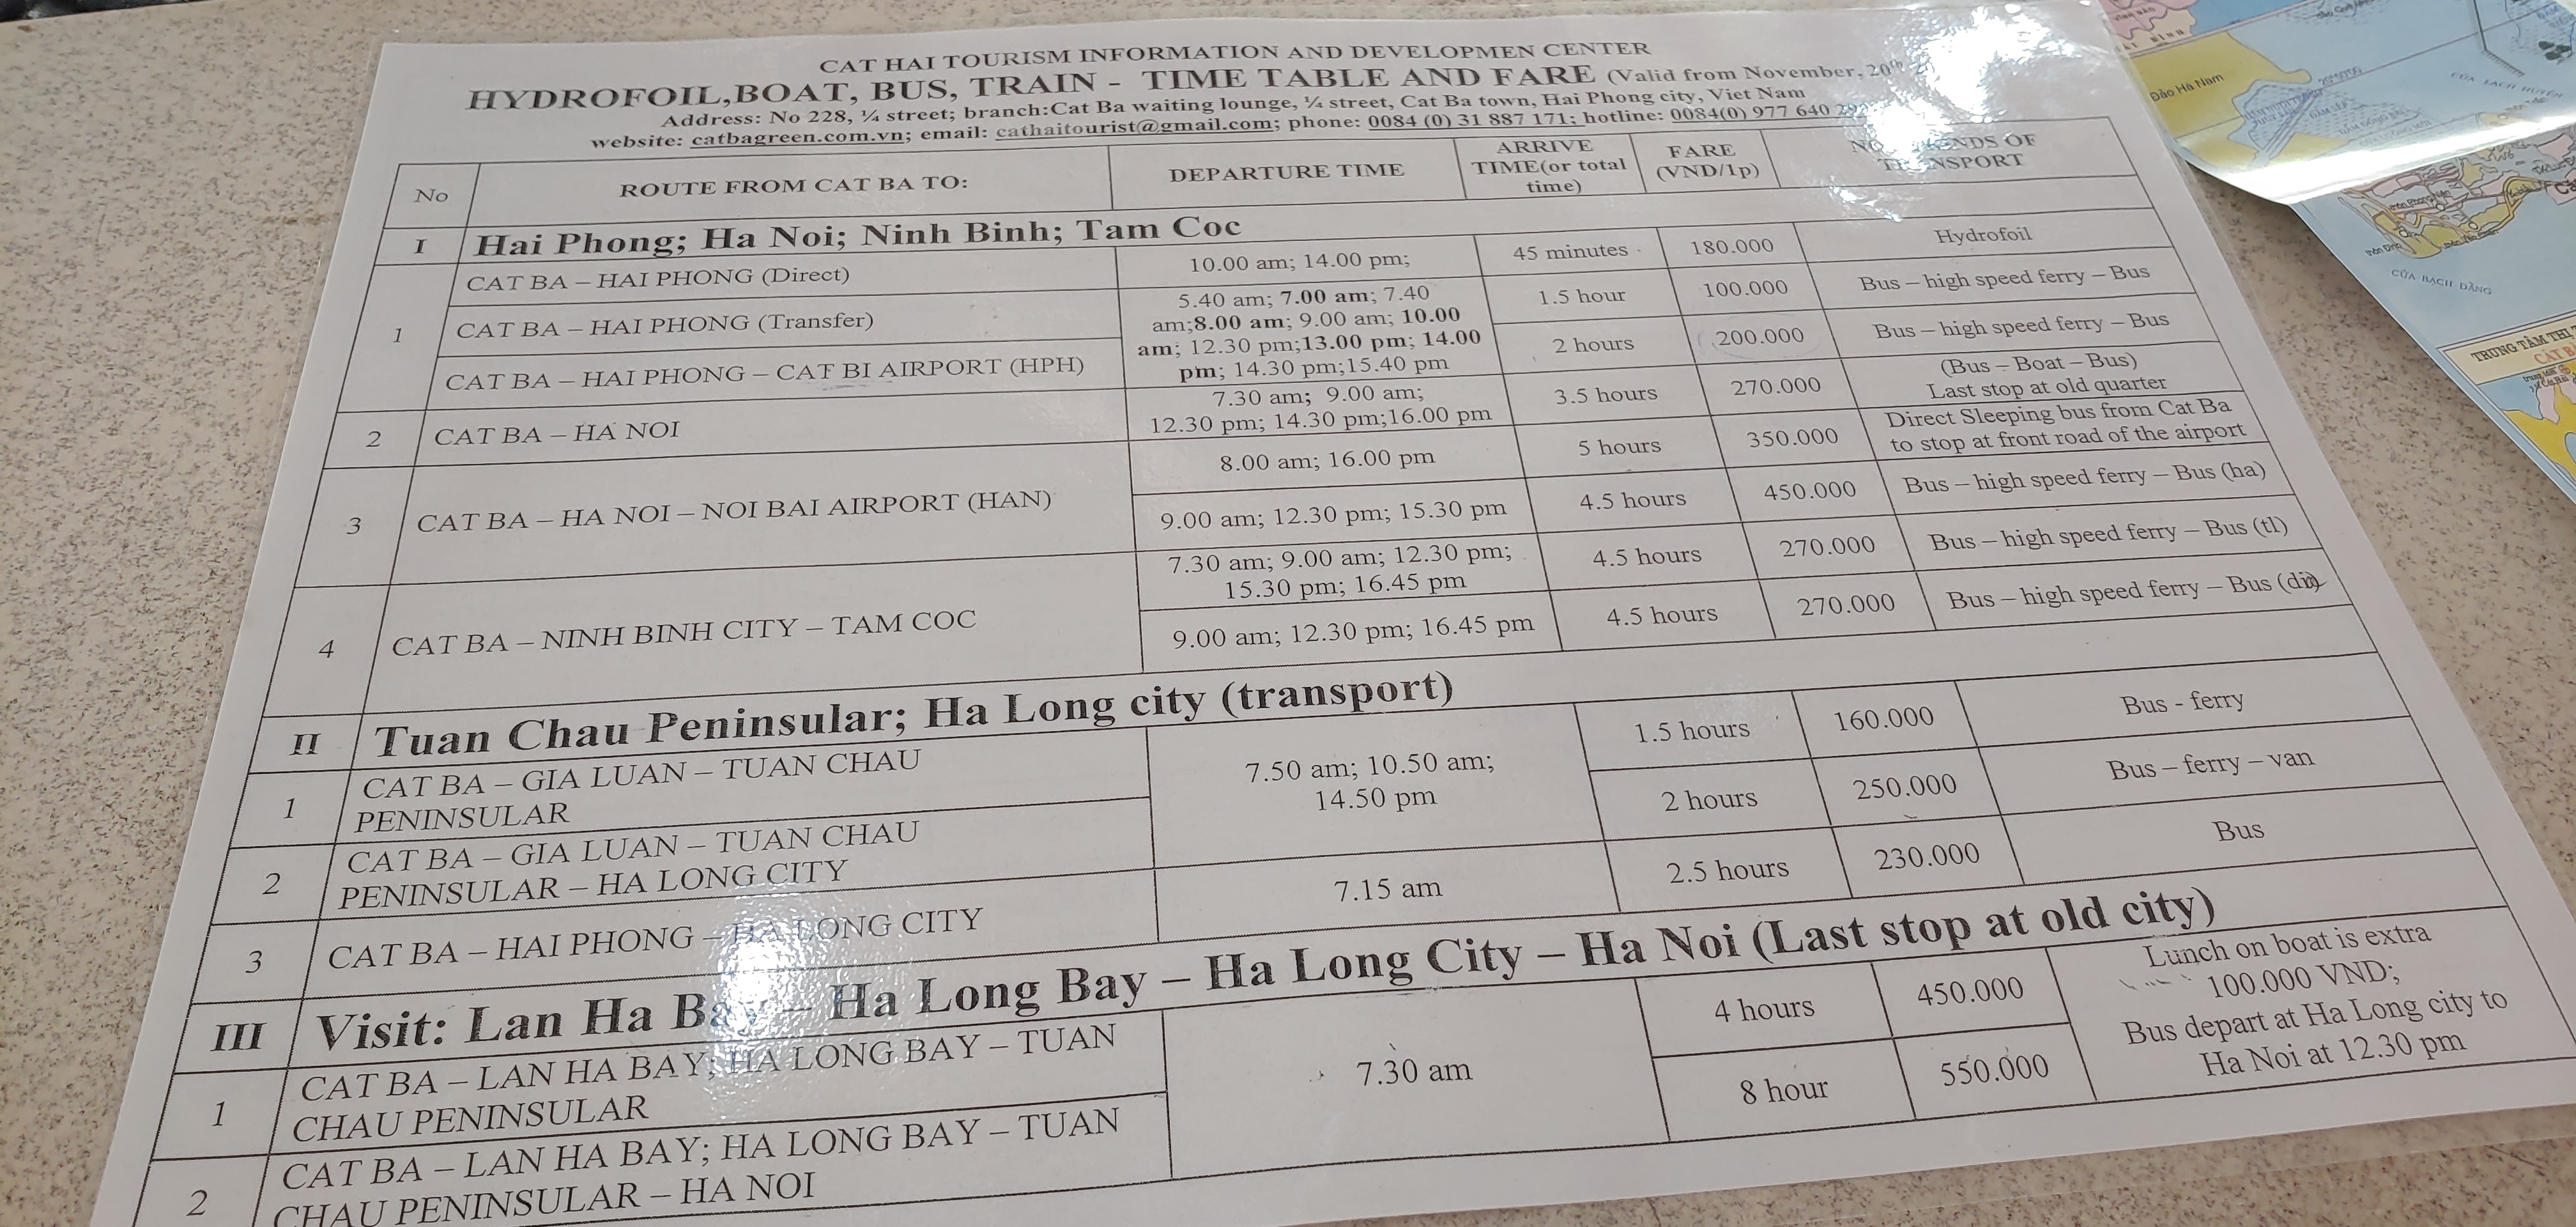 CAT HAI TOURISM INFORMATION AND DEVELOPMEN CENTER
HYDROFOIL,BOAT, BUS, TRAIN - TIME TABLE AND FARE (Valid from November, 20th
Address: No 228, ¼ street; branch:Cat Ba waiting lounge, ¼ street, Cat Ba town, Hai Phong city, Viet Nam
website: catbagreen.com.vn; email: cathaitourist@gmail.com; phone: 0084 (0) 31 887 171; hotline: 0084(0) 977 640
No
ROUTE FROM CAT BA TO:
DEPARTURE TIME
ARRIVE
TIME(or total
time)
FARE
(VND/1p)
OF
TRANSPORT
I Hai Phong; Ha Noi; Ninh Binh; Tam Coc
1
CAT BA – HAI PHONG (Direct)
10.00 am; 14.00 pm;
45 minutes
180.000
Hydrofoil
CAT BA – HAI PHONG (Transfer)
CAT BA – HAI PHONG – CAT BI AIRPORT (HPH)
5.40 am; 7.00 am; 7.40
am;8.00 am; 9.00 am; 10.00
am; 12.30 pm;13.00 pm; 14.00
pm; 14.30 pm;15.40 pm
1.5 hour
100.000
Bus – high speed ferry – Bus
2 hours
200.000
Bus – high speed ferry – Bus
2
CAT BA – HA NOI
7.30 am; 9.00 am;
12.30 pm; 14.30 pm;16.00 pm
3.5 hours
270.000
(Bus – Boat – Bus)
Last stop at old quarter
3
CAT BA – HA NOI – NOI BAI AIRPORT (HAN)
8.00 am; 16.00 pm
5 hours
350.000
Direct Sleeping bus from Cat Ba
to stop at front road of the airport
9.00 am; 12.30 pm; 15.30 pm
4.5 hours
450.000
Bus – high speed ferry – Bus (ha)
4
CAT BA – NINH BINH CITY – TAM COC
7.30 am; 9.00 am; 12.30 pm;
15.30 pm; 16.45 pm
4.5 hours
270.000
Bus – high speed ferry – Bus (tl)
9.00 am; 12.30 pm; 16.45 pm
4.5 hours
270.000
Bus – high speed ferry – Bus
II Tuan Chau Peninsular; Ha Long city (transport)
1
CAT BA – GIA LUAN – TUAN CHAU
PENINSULAR
7.50 am; 10.50 am;
14.50 pm
1.5 hours
160.000
Bus - ferry
2
CAT BA – GIA LUAN – TUAN CHAU
PENINSULAR – HA LONG CITY
2 hours
250.000
Bus – ferry – van
3
CAT BA – HAI PHONG – HA LONG CITY
7.15 am
2.5 hours
230.000
Bus
III Visit: Lan Ha Bay – Ha Long Bay – Ha Long City – Ha Noi (Last stop at old city)
1
CAT BA – LAN HA BAY; HA LONG BAY – TUAN
CHAU PENINSULAR
7.30 am
4 hours
450.000
Lunch on boat is extra
100.000 VND;
Bus depart at Ha Long city to
Ha Noi at 12.30 pm
2
CAT BA – LAN HA BAY; HA LONG BAY – TUAN
CHAU PENINSULAR – HA NOI
8 hour
550.000
Đảo Hà Nam
CỬA BẠCH ĐẰNG